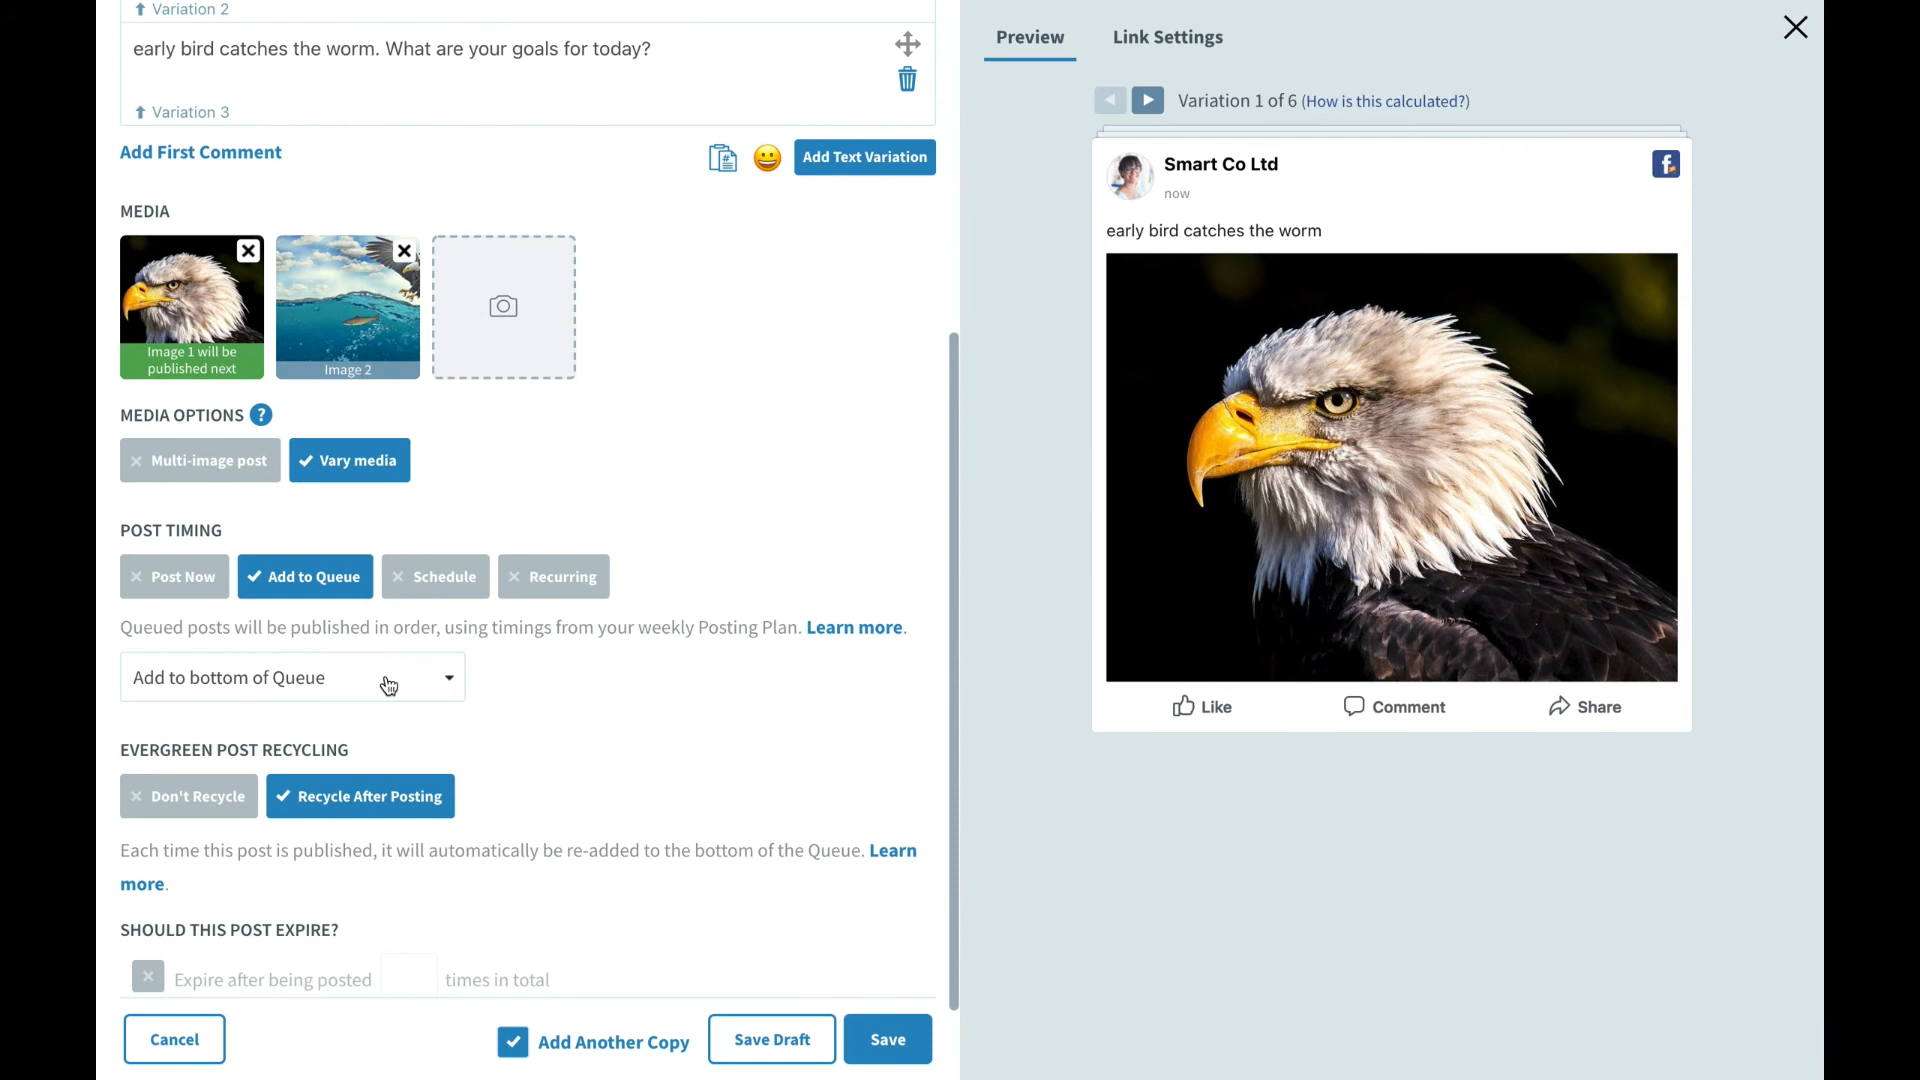 Variation 2
early bird catches the worm. What are your goals for today?
Variation 3
Add First Comment
Add Text Variation
MEDIA
Image 1 will be
published next
Image 2
MEDIA OPTIONS ?
Multi-image post
Vary media
POST TIMING
Post Now
Add to Queue
Schedule
Recurring
Queued posts will be published in order, using timings from your weekly Posting Plan. Learn more.
Add to bottom of Queue
EVERGREEN POST RECYCLING
Don't Recycle
Recycle After Posting
Each time this post is published, it will automatically be re-added to the bottom of the Queue. Learn
more.
SHOULD THIS POST EXPIRE?
Expire after being posted times in total
Cancel
Add Another Copy
Save Draft
Save
Preview
Link Settings
Variation 1 of 6 (How is this calculated?)
Smart Co Ltd
now
early bird catches the worm
Like
Comment
Share